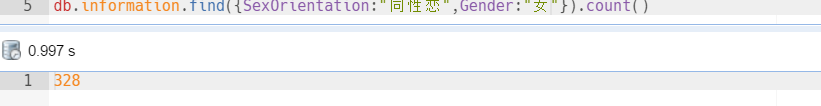 5 db.information.find({SexOrientation:"同性恋",Gender:"女"}).count()
0.997 s
1 328